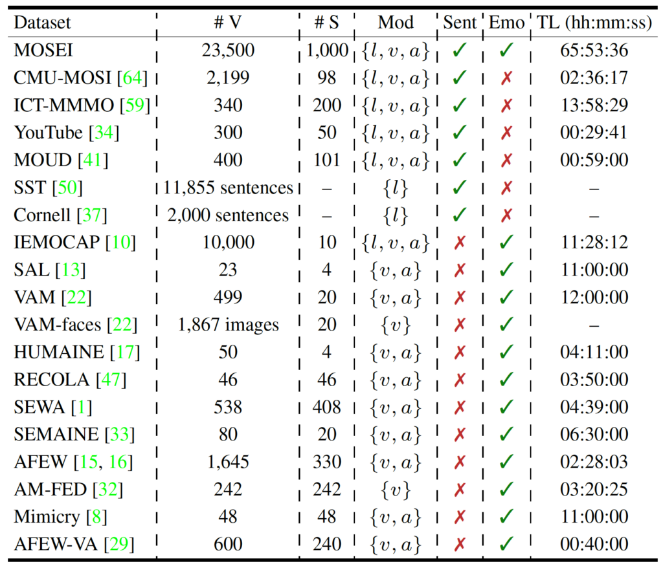 Dataset # V # S Mod Sent Emo TL (hh:mm:ss)
MOSEI 23,500 1,000 {l, v, a} ✓ ✓ 65:53:36
CMU-MOSI [64] 2,199 98 {l, v, a} ✓ ✗ 02:36:17
ICT-MMMO [59] 340 200 {l, v, a} ✓ ✗ 13:58:29
YouTube [34] 300 50 {l, v, a} ✓ ✗ 00:29:41
MOUD [41] 400 101 {l, v, a} ✓ ✗ 00:59:00
SST [50] 11,855 sentences – {l} ✓ ✗ –
Cornell [37] 2,000 sentences – {l} ✓ ✗ –
IEMOCAP [10] 10,000 10 {l, v, a} ✗ ✓ 11:28:12
SAL [13] 23 4 {v, a} ✗ ✓ 11:00:00
VAM [22] 499 20 {v, a} ✗ ✓ 12:00:00
VAM-faces [22] 1,867 images 20 {v} ✗ ✓ –
HUMAINE [17] 50 4 {v, a} ✗ ✓ 04:11:00
RECOLA [47] 46 46 {v, a} ✗ ✓ 03:50:00
SEWA [1] 538 408 {v, a} ✗ ✓ 04:39:00
SEMAINE [33] 80 20 {v, a} ✗ ✓ 06:30:00
AFEW [15, 16] 1,645 330 {v, a} ✗ ✓ 02:28:03
AM-FED [32] 242 242 {v} ✗ ✓ 03:20:25
Mimicry [8] 48 48 {v, a} ✗ ✓ 11:00:00
AFEW-VA [29] 600 240 {v, a} ✗ ✓ 00:40:00